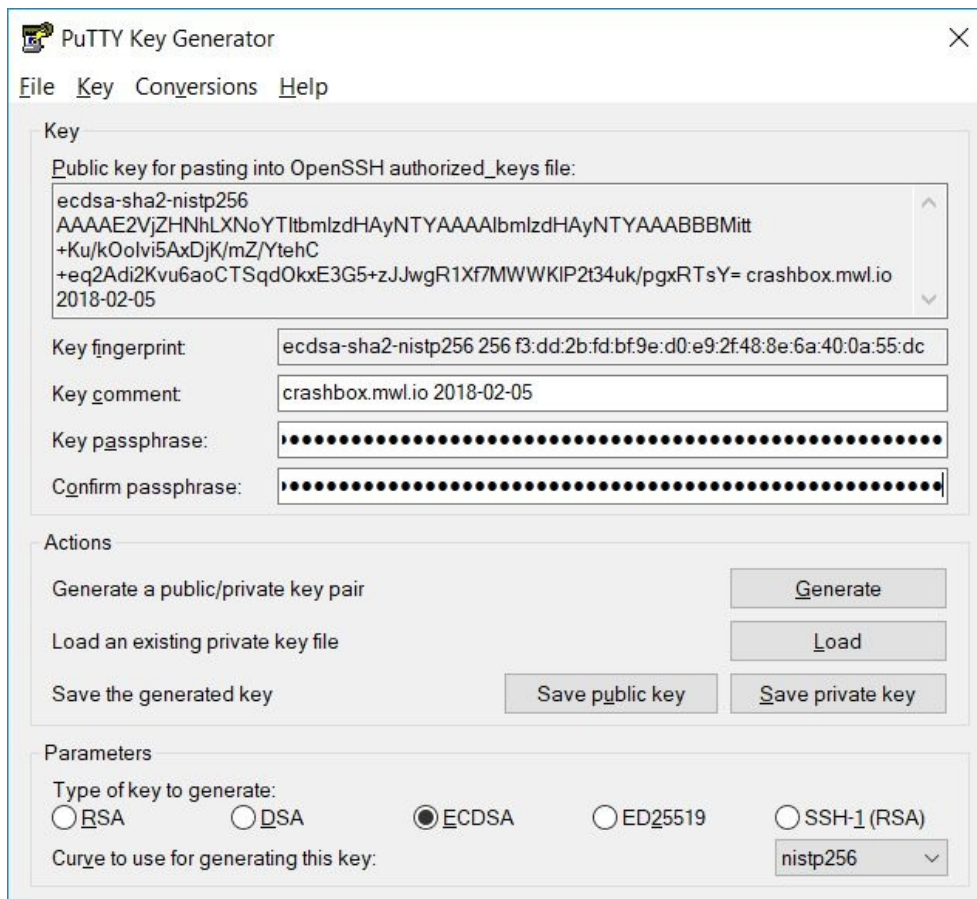 PuTTY Key Generator
File Key Conversions Help
Key
Public key for pasting into OpenSSH authorized_keys file:
ecdsa-sha2-nistp256
AAAAE2VjZHNhLXNoYTItbmlzdHAyNTYAAAAIbmlzdHAyNTYAAABBBMitt
+Ku/kOolvi5AxDjK/mZ/YtehC
+eq2Adi2Kvu6aoCTSqdOkxE3G5+zJJwgR1Xf7MWWKlP2t34uk/pgxRTsY= crashbox.mwl.io
2018-02-05
Key fingerprint: ecdsa-sha2-nistp256 256 f3:dd:2b:fd:bf:9e:d0:e9:2f:48:8e:6a:40:0a:55:dc
Key comment: crashbox.mwl.io 2018-02-05
Key passphrase:
Confirm passphrase:
Actions
Generate a public/private key pair Generate
Load an existing private key file Load
Save the generated key Save public key Save private key
Parameters
Type of key to generate:
RSA DSA ECDSA ED25519 SSH-1 (RSA)
Curve to use for generating this key: nistp256